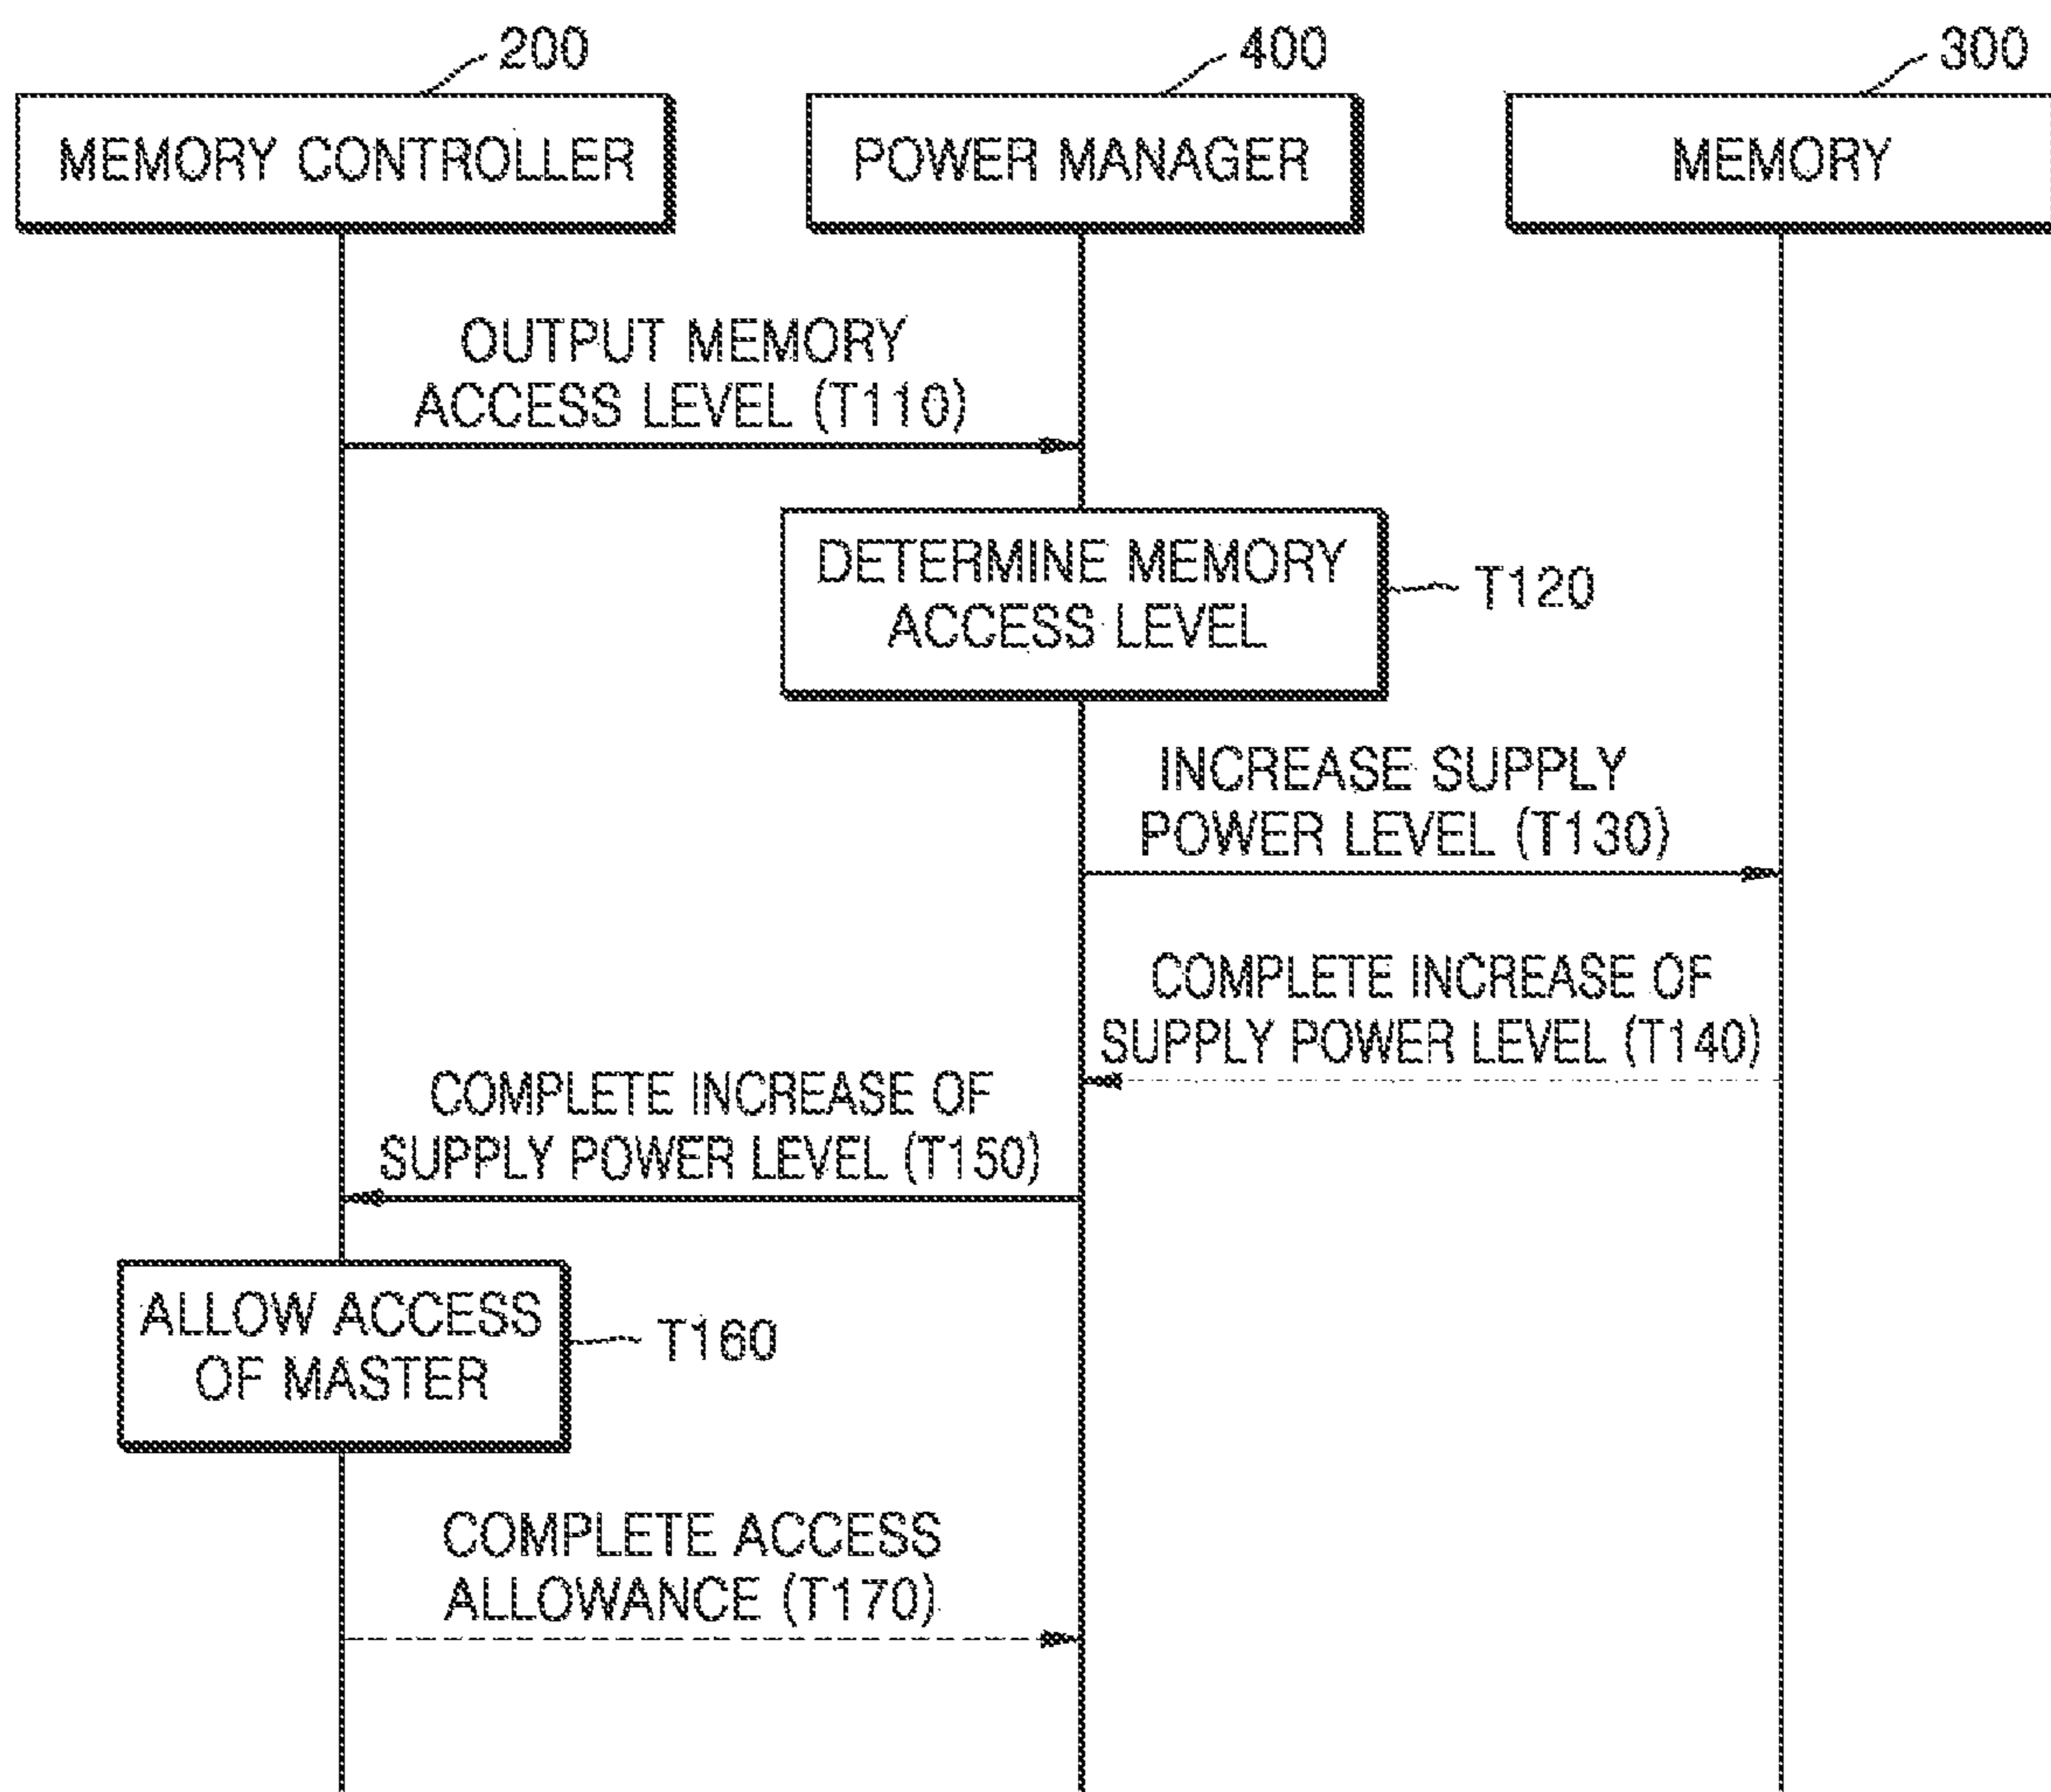 200
400
300
MEMORY CONTROLLER
POWER MANAGER
MEMORY
OUTPUT MEMORY
ACCESS LEVEL (T110)
DETERMINE MEMORY
ACCESS LEVEL
T120
INCREASE SUPPLY
POWER LEVEL (T130)
COMPLETE INCREASE OF
SUPPLY POWER LEVEL (T140)
COMPLETE INCREASE OF
SUPPLY POWER LEVEL (T150)
ALLOW ACCESS
OF MASTER
T160
COMPLETE ACCESS
ALLOWANCE (T170)